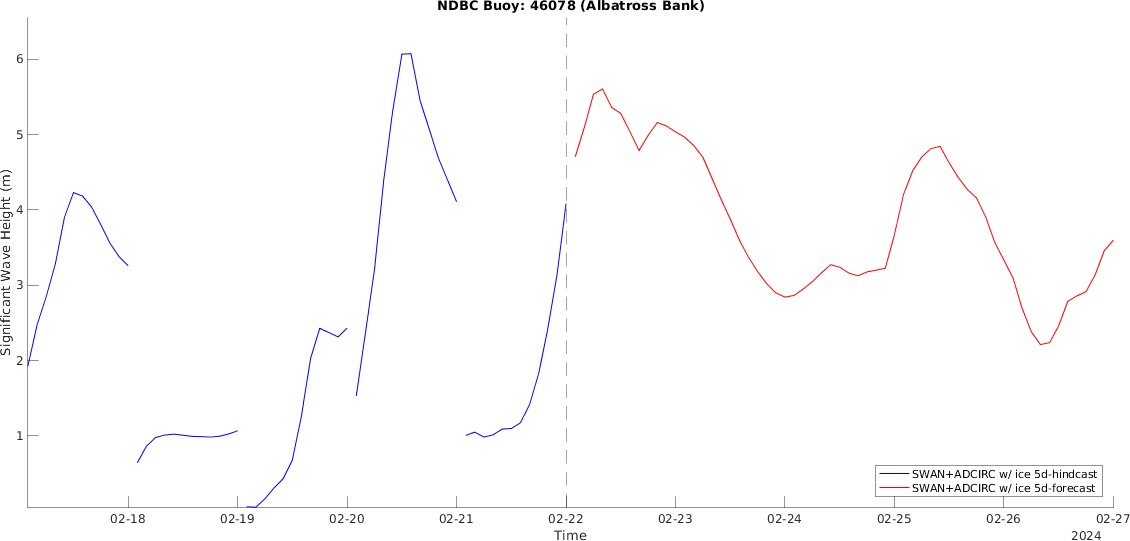 NDBC Buoy: 46078 (Albatross Bank)
Significant Wave Height (m)
6
5
4
3
2
1
SWAN+ADCIRC w/ ice 5d-hindcast
SWAN+ADCIRC w/ ice 5d-forecast
02-18 02-19 02-20 02-21 02-22 02-23 02-24 02-25 02-26 02-27
Time
2024